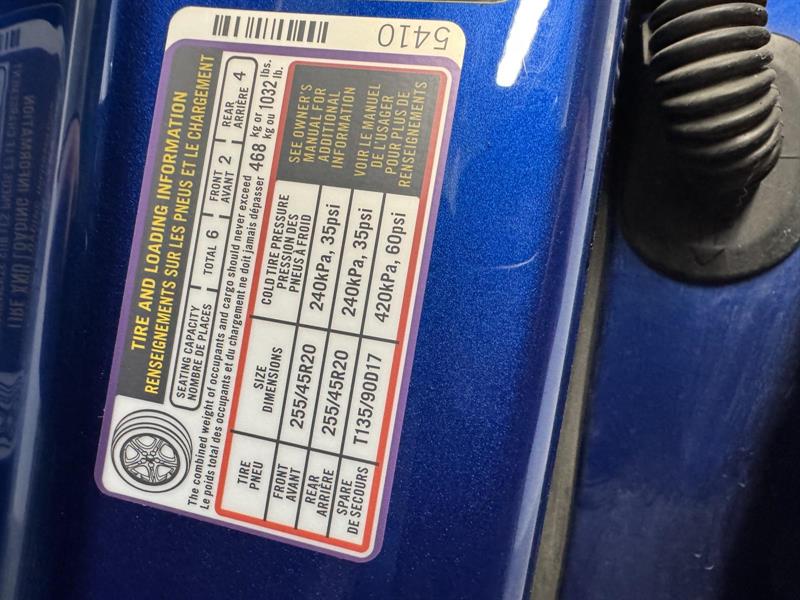 5410
TIRE AND LOADING INFORMATION
RENSEIGNEMENTS SUR LES PNEUS ET LE CHARGEMENT
SEATING CAPACITY
NOMBRE DE PLACES
TOTAL 6
FRONT
AVANT 2
REAR
ARRIÈRE 4
The combined weight of occupants and cargo should never exceed 468 kg or 1032 lbs.
Le poids total des occupants et du chargement ne doit jamais dépasser kg ou lb.
TIRE
PNEU
SIZE
DIMENSIONS
COLD TIRE PRESSURE
PRESSION DES
PNEUS À FROID
SEE OWNER'S
MANUAL FOR
ADDITIONAL
INFORMATION
VOIR LE MANUEL
DE L'USAGER
POUR PLUS DE
RENSEIGNEMENTS
FRONT
AVANT
255/45R20
240kPa, 35psi
REAR
ARRIÈRE
255/45R20
240kPa, 35psi
SPARE
DE SECOURS
T135/90D17
420kPa, 60psi